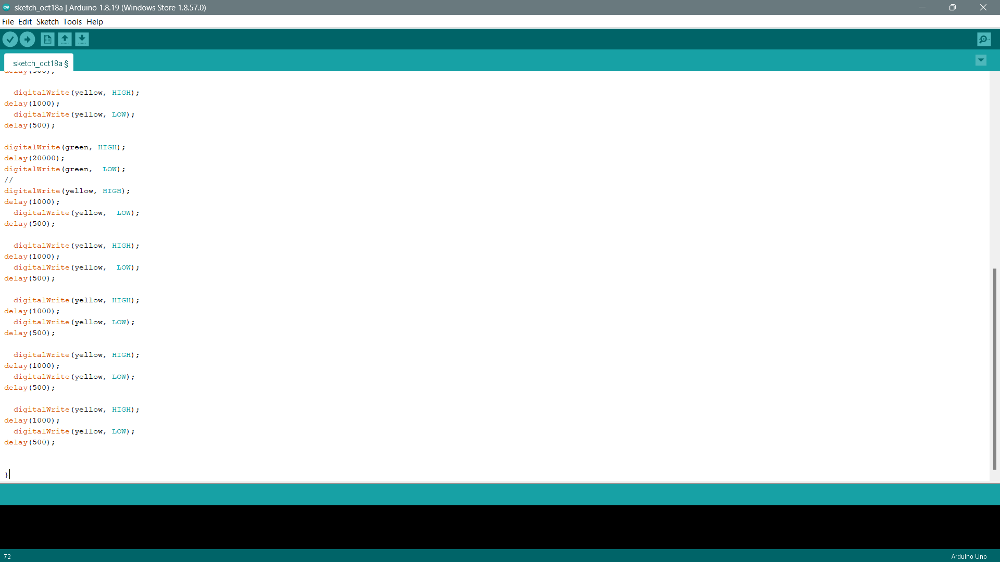 sketch_oct18a | Arduino 1.8.19 (Windows Store 1.8.57.0)
File Edit Sketch Tools Help
sketch_oct18a §
delay(500);
digitalWrite(yellow, HIGH);
delay(1000);
digitalWrite(yellow, LOW);
delay(500);
digitalWrite(green, HIGH);
delay(20000);
digitalWrite(green,  LOW);
//
digitalWrite(yellow, HIGH);
delay(1000);
digitalWrite(yellow,  LOW);
delay(500);
digitalWrite(yellow, HIGH);
delay(1000);
digitalWrite(yellow,  LOW);
delay(500);
digitalWrite(yellow, HIGH);
delay(1000);
digitalWrite(yellow, LOW);
delay(500);
digitalWrite(yellow, HIGH);
delay(1000);
digitalWrite(yellow, LOW);
delay(500);
digitalWrite(yellow, HIGH);
delay(1000);
digitalWrite(yellow, LOW);
delay(500);
}
72
Arduino Uno